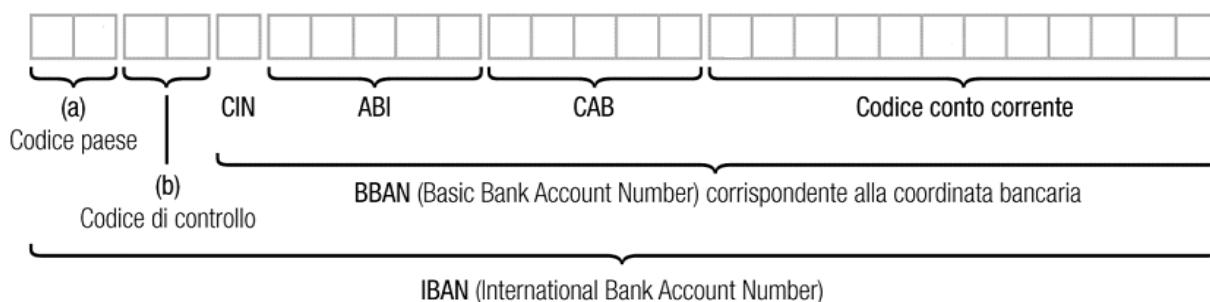 (a) CIN ABI CAB Codice conto corrente
Codice paese
(b) BBAN (Basic Bank Account Number) corrispondente alla coordinata bancaria
Codice di controllo
IBAN (International Bank Account Number)